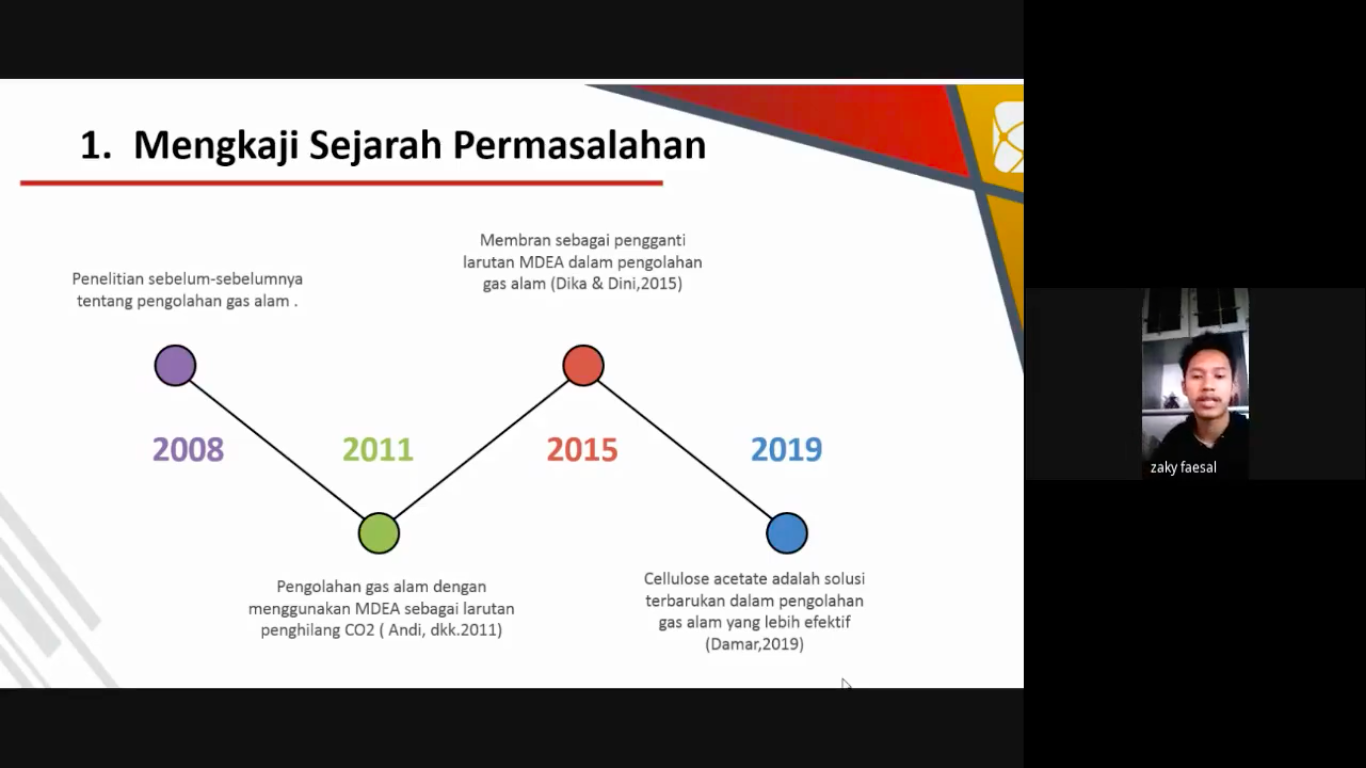 1. Mengkaji Sejarah Permasalahan
Penelitian sebelum-sebelumnya
tentang pengolahan gas alam .
Membran sebagai pengganti
larutan MDEA dalam pengolahan
gas alam (Dika & Dini,2015)
2008
2011
2015
2019
Pengolahan gas alam dengan
menggunakan MDEA sebagai larutan
penghilang CO2 ( Andi, dkk.2011)
Cellulose acetate adalah solusi
terbarukan dalam pengolahan
gas alam yang lebih efektif
(Damar,2019)
zaky faesal